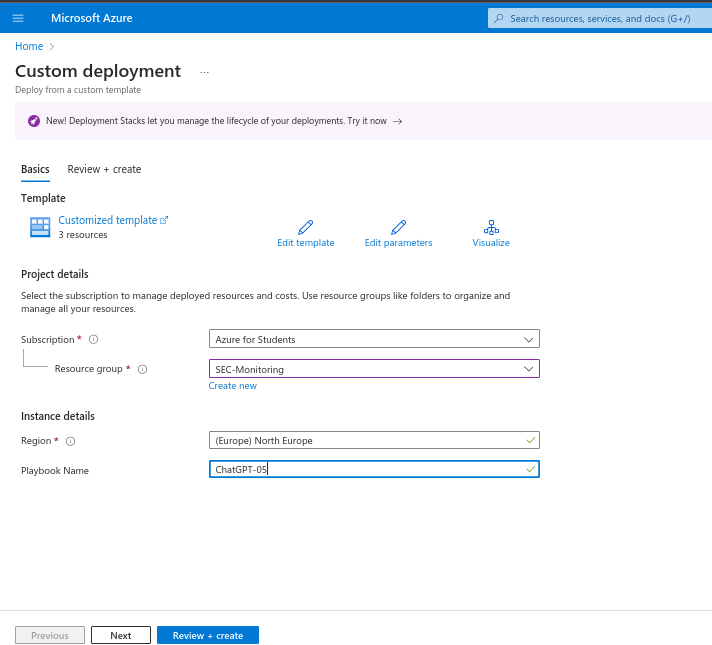 Microsoft Azure
Search resources, services, and docs (G+/)
Home
Custom deployment ...
Deploy from a custom template
New! Deployment Stacks let you manage the lifecycle of your deployments. Try it now →
Basics Review + create
Template
Customized template
3 resources
Edit template
Edit parameters
Visualize
Project details
Select the subscription to manage deployed resources and costs. Use resource groups like folders to organize and
manage all your resources.
Subscription *
Azure for Students
Resource group *
SEC-Monitoring
Create new
Instance details
Region *
(Europe) North Europe
Playbook Name
ChatGPT-05
Previous
Next
Review + create